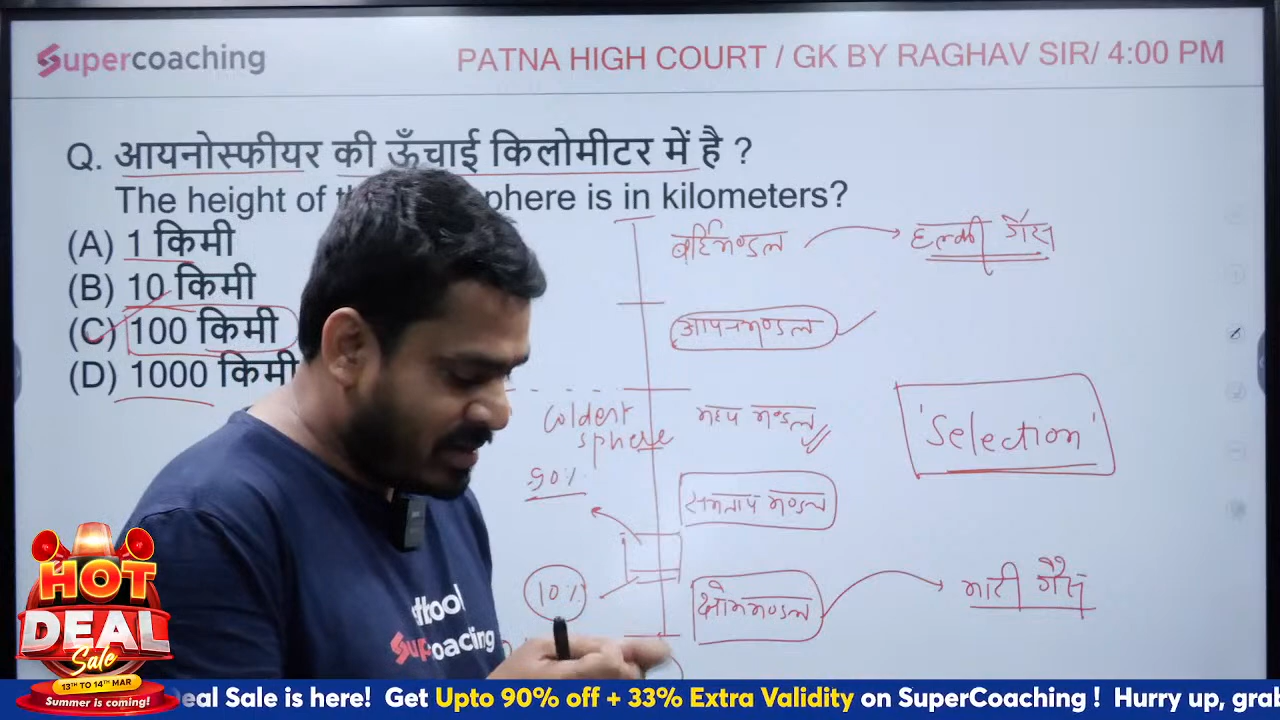 Supercoaching
PATNA HIGH COURT / GK BY RAGHAV SIR/ 4:00 PM
Q. आयनोस्फीयर की ऊँचाई किलोमीटर में है ?
The height of sphere is in kilometers?
(A) 1 किमी
(B) 10 किमी
(C) 100 किमी
(D) 1000 किमी
बर्हिमण्डल
हल्की गैस
आयनमण्डल
Coldest
sphere
मध्य मण्डल
'Selection'
90%
समताप मण्डल
10%
क्षोभमण्डल
भारी गैस
Supercoaching
HOT
DEAL
Sale
13TH TO 14TH MAR
Summer is coming!
eal Sale is here! Get Upto 90% off + 33% Extra Validity on SuperCoaching ! Hurry up, grab